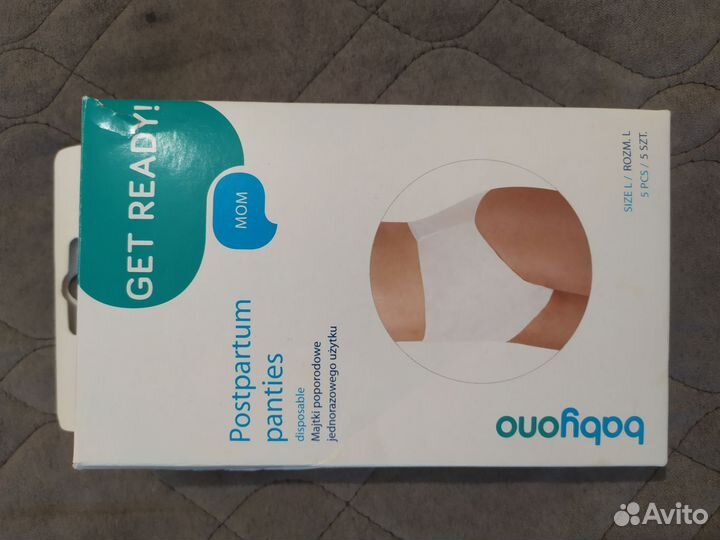 GET READY!
MOM
Postpartum
panties
disposable
Majtki poporodowe
jednorazowego użytku
SIZE L / ROZM. L
5 PCS / 5 SZT.
babyono
Avito